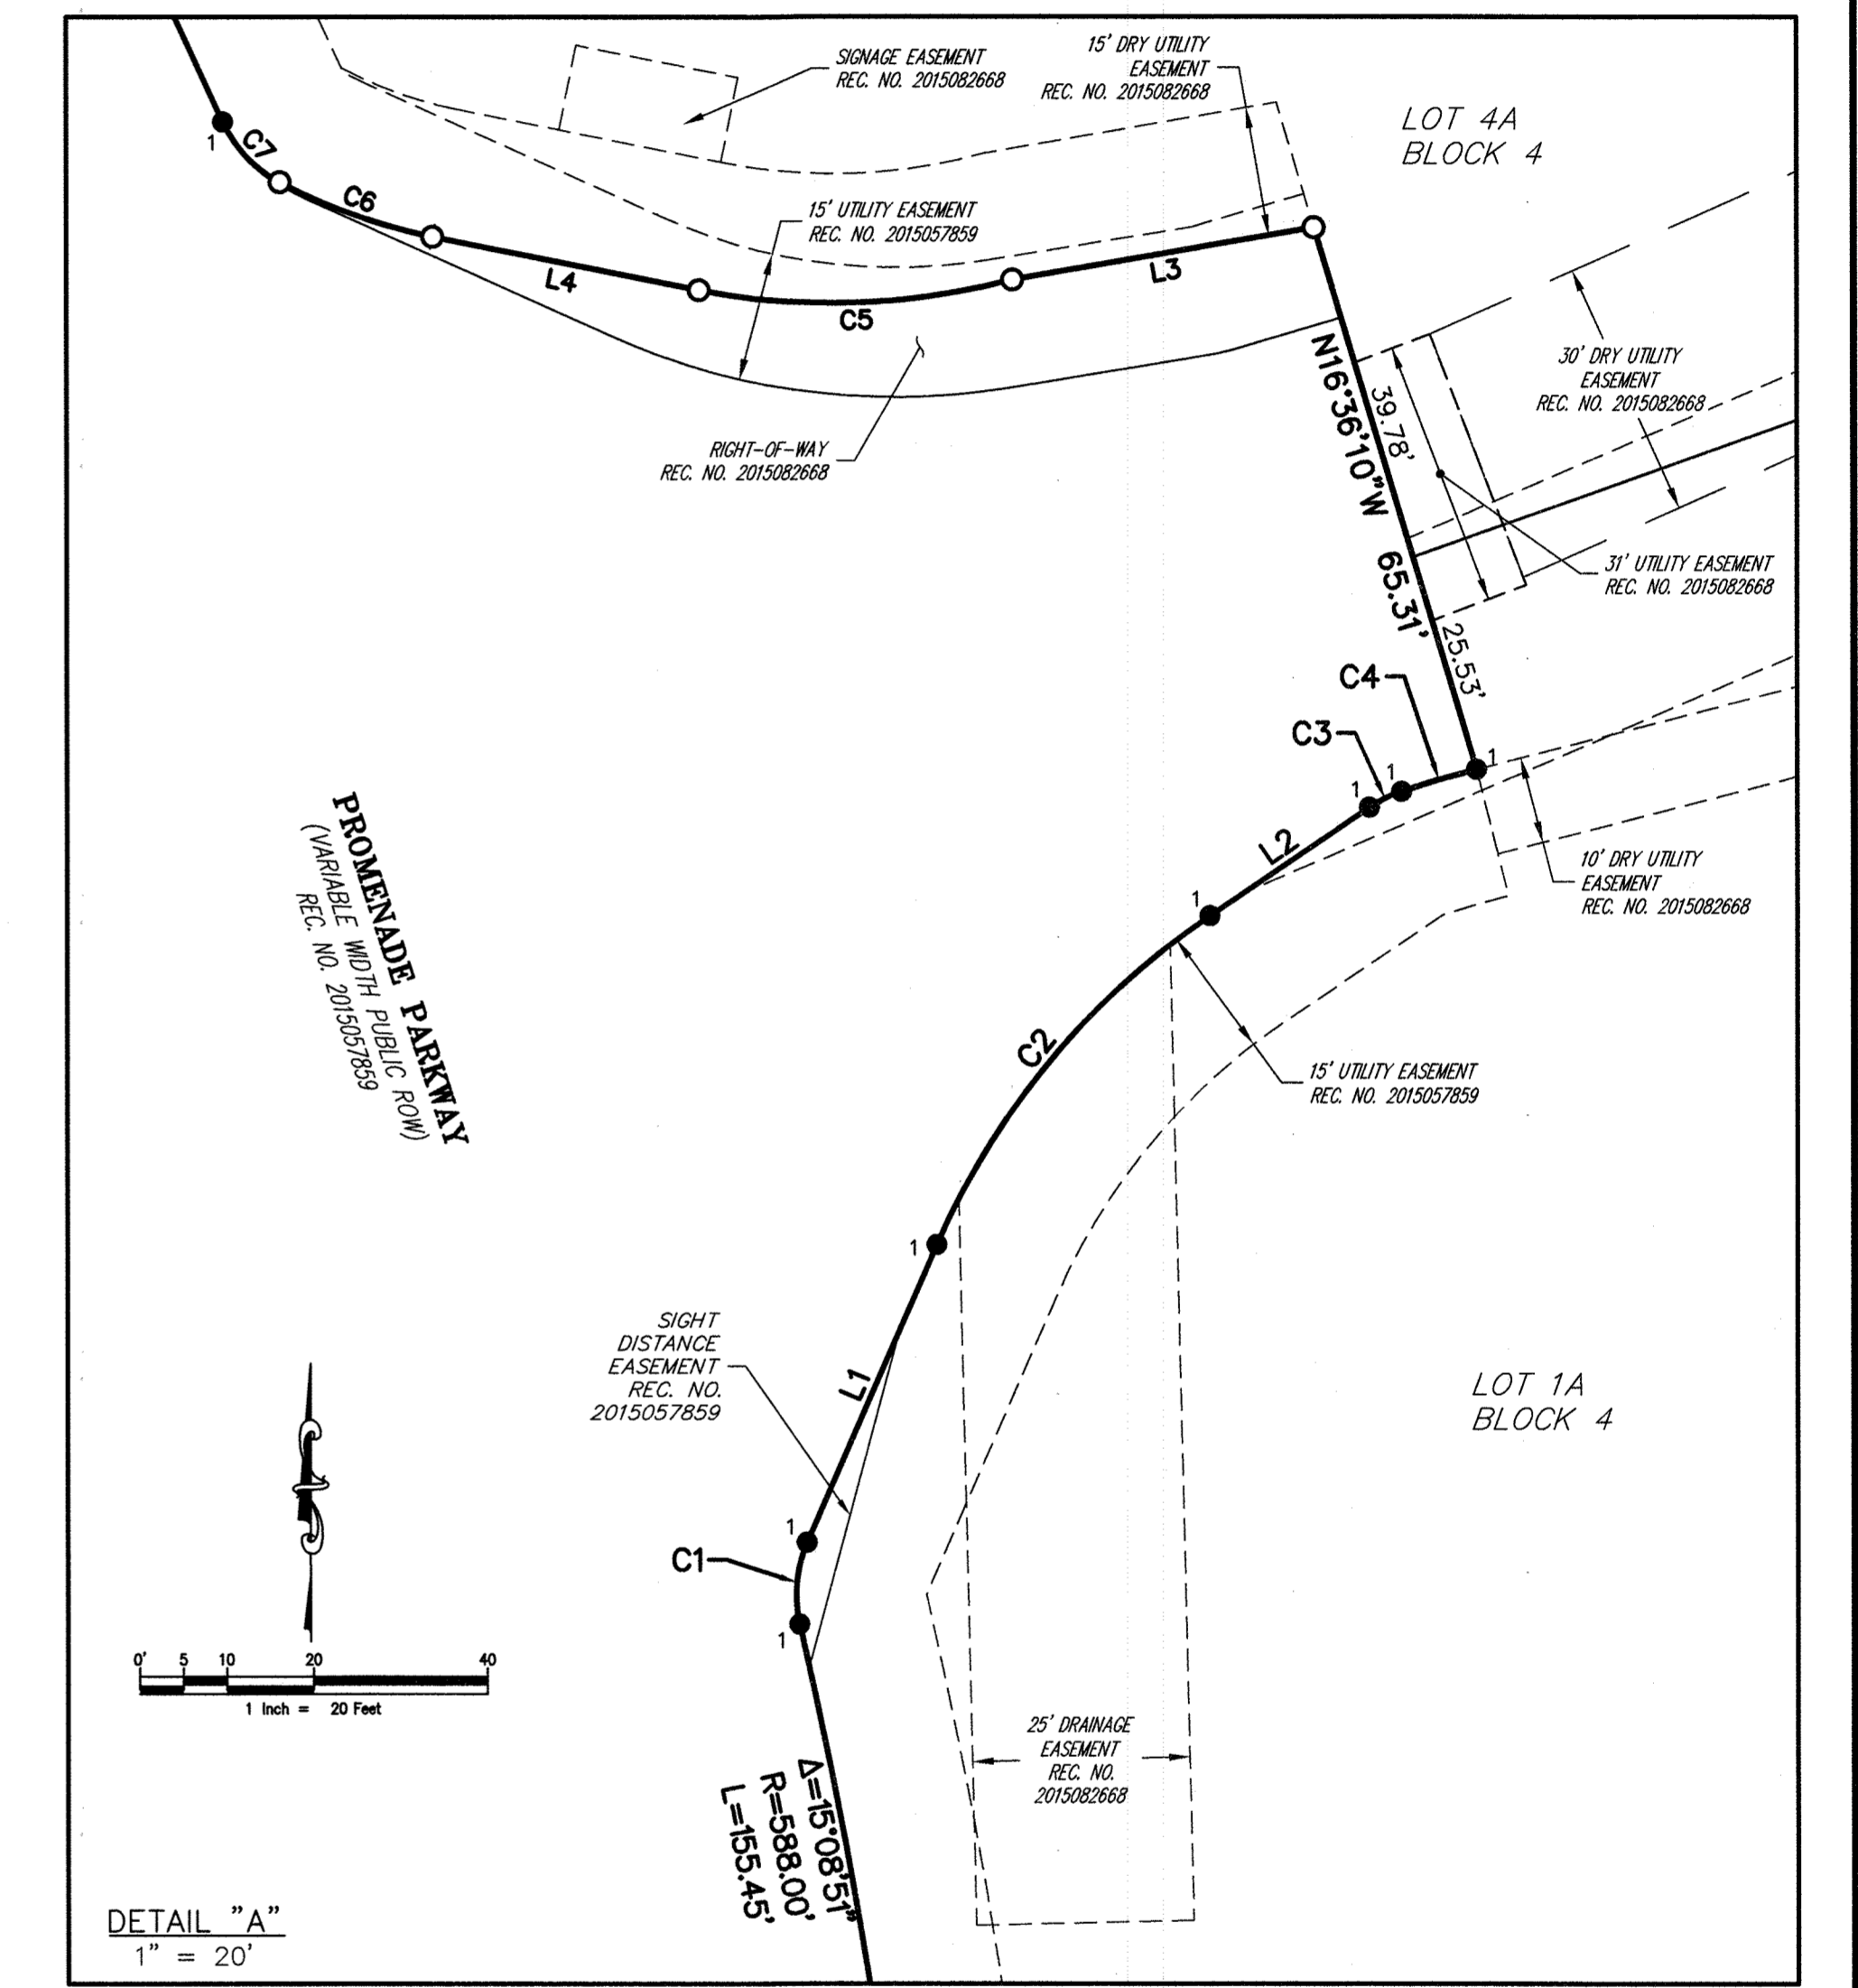 SIGNAGE EASEMENT
REC. NO. 2015082668
15' DRY UTILITY
EASEMENT
REC. NO. 2015082668
LOT 4A
BLOCK 4
1
C7
C6
15' UTILITY EASEMENT
REC. NO. 2015057859
L4
C5
L3
RIGHT-OF-WAY
REC. NO. 2015082668
N16°36'10"W 65.31'
39.78'
25.53'
30' DRY UTILITY
EASEMENT
REC. NO. 2015082668
31' UTILITY EASEMENT
REC. NO. 2015082668
C4
C3
1
1
1
L2
1
10' DRY UTILITY
EASEMENT
REC. NO. 2015082668
PROMENADE PARKWAY
(VARIABLE WIDTH PUBLIC ROW)
REC. NO. 2015057859
C2
15' UTILITY EASEMENT
REC. NO. 2015057859
1
SIGHT
DISTANCE
EASEMENT
REC. NO.
2015057859
L1
LOT 1A
BLOCK 4
1
C1
1
0' 5 10 20 40
1 Inch = 20 Feet
25' DRAINAGE
EASEMENT
REC. NO.
2015082668
Δ=15°08'51"
R=588.00'
L=155.45'
DETAIL "A"
1" = 20'